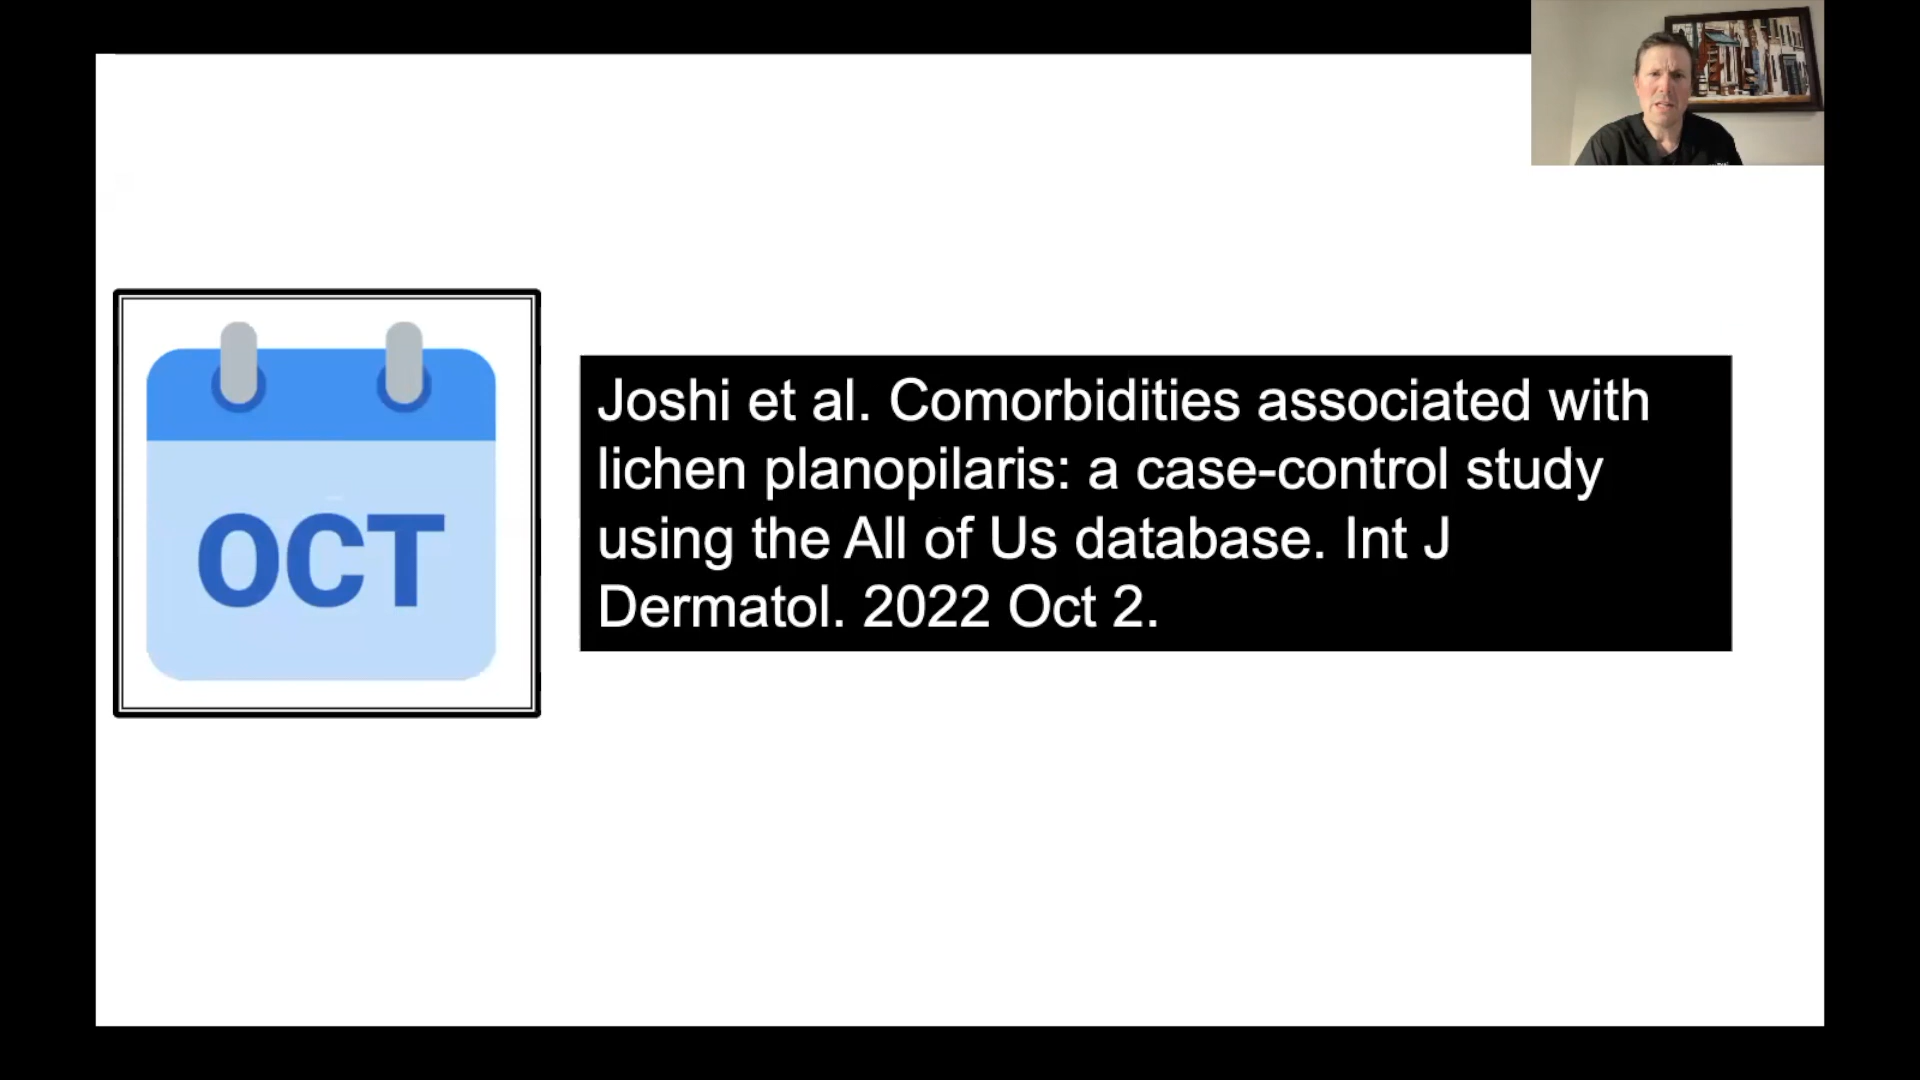 OCT
Joshi et al. Comorbidities associated with
lichen planopilaris: a case-control study
using the All of Us database. Int J
Dermatol. 2022 Oct 2.